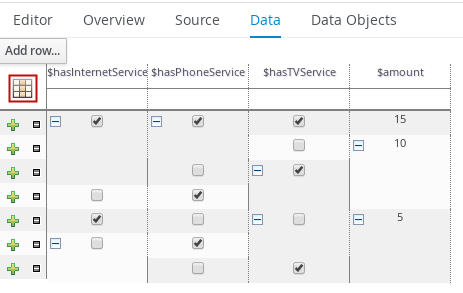 Editor Overview Source Data Data Objects
Add row...
$hasInternetService $hasPhoneService $hasTVService $amount
15
10
5